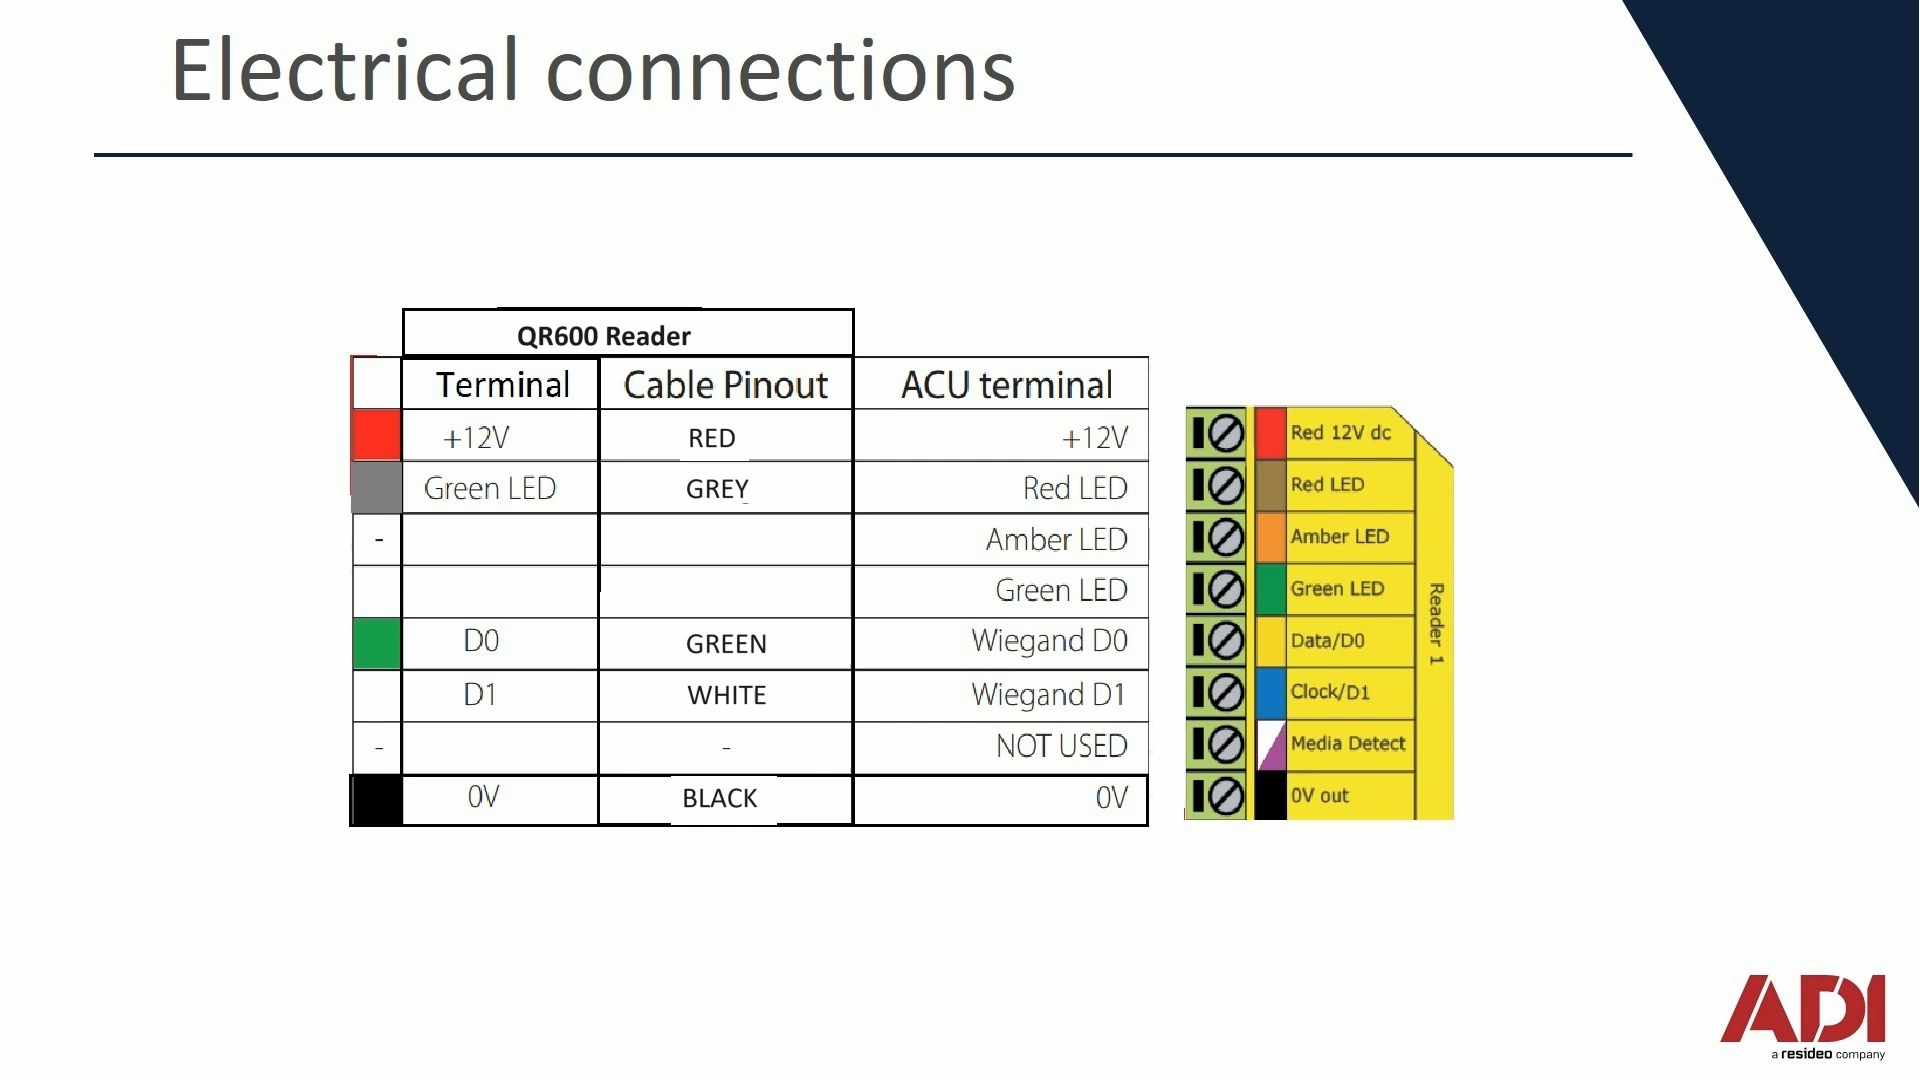 Electrical connections
QR600 Reader
Terminal Cable Pinout ACU terminal
+12V RED +12V
Green LED GREY Red LED
- Amber LED
Green LED
D0 GREEN Wiegand D0
D1 WHITE Wiegand D1
- - NOT USED
0V BLACK 0V
Red 12V dc
Red LED
Amber LED
Green LED
Data/D0
Clock/D1
Media Detect
0V out
Reader 1
ADI
a resideo company